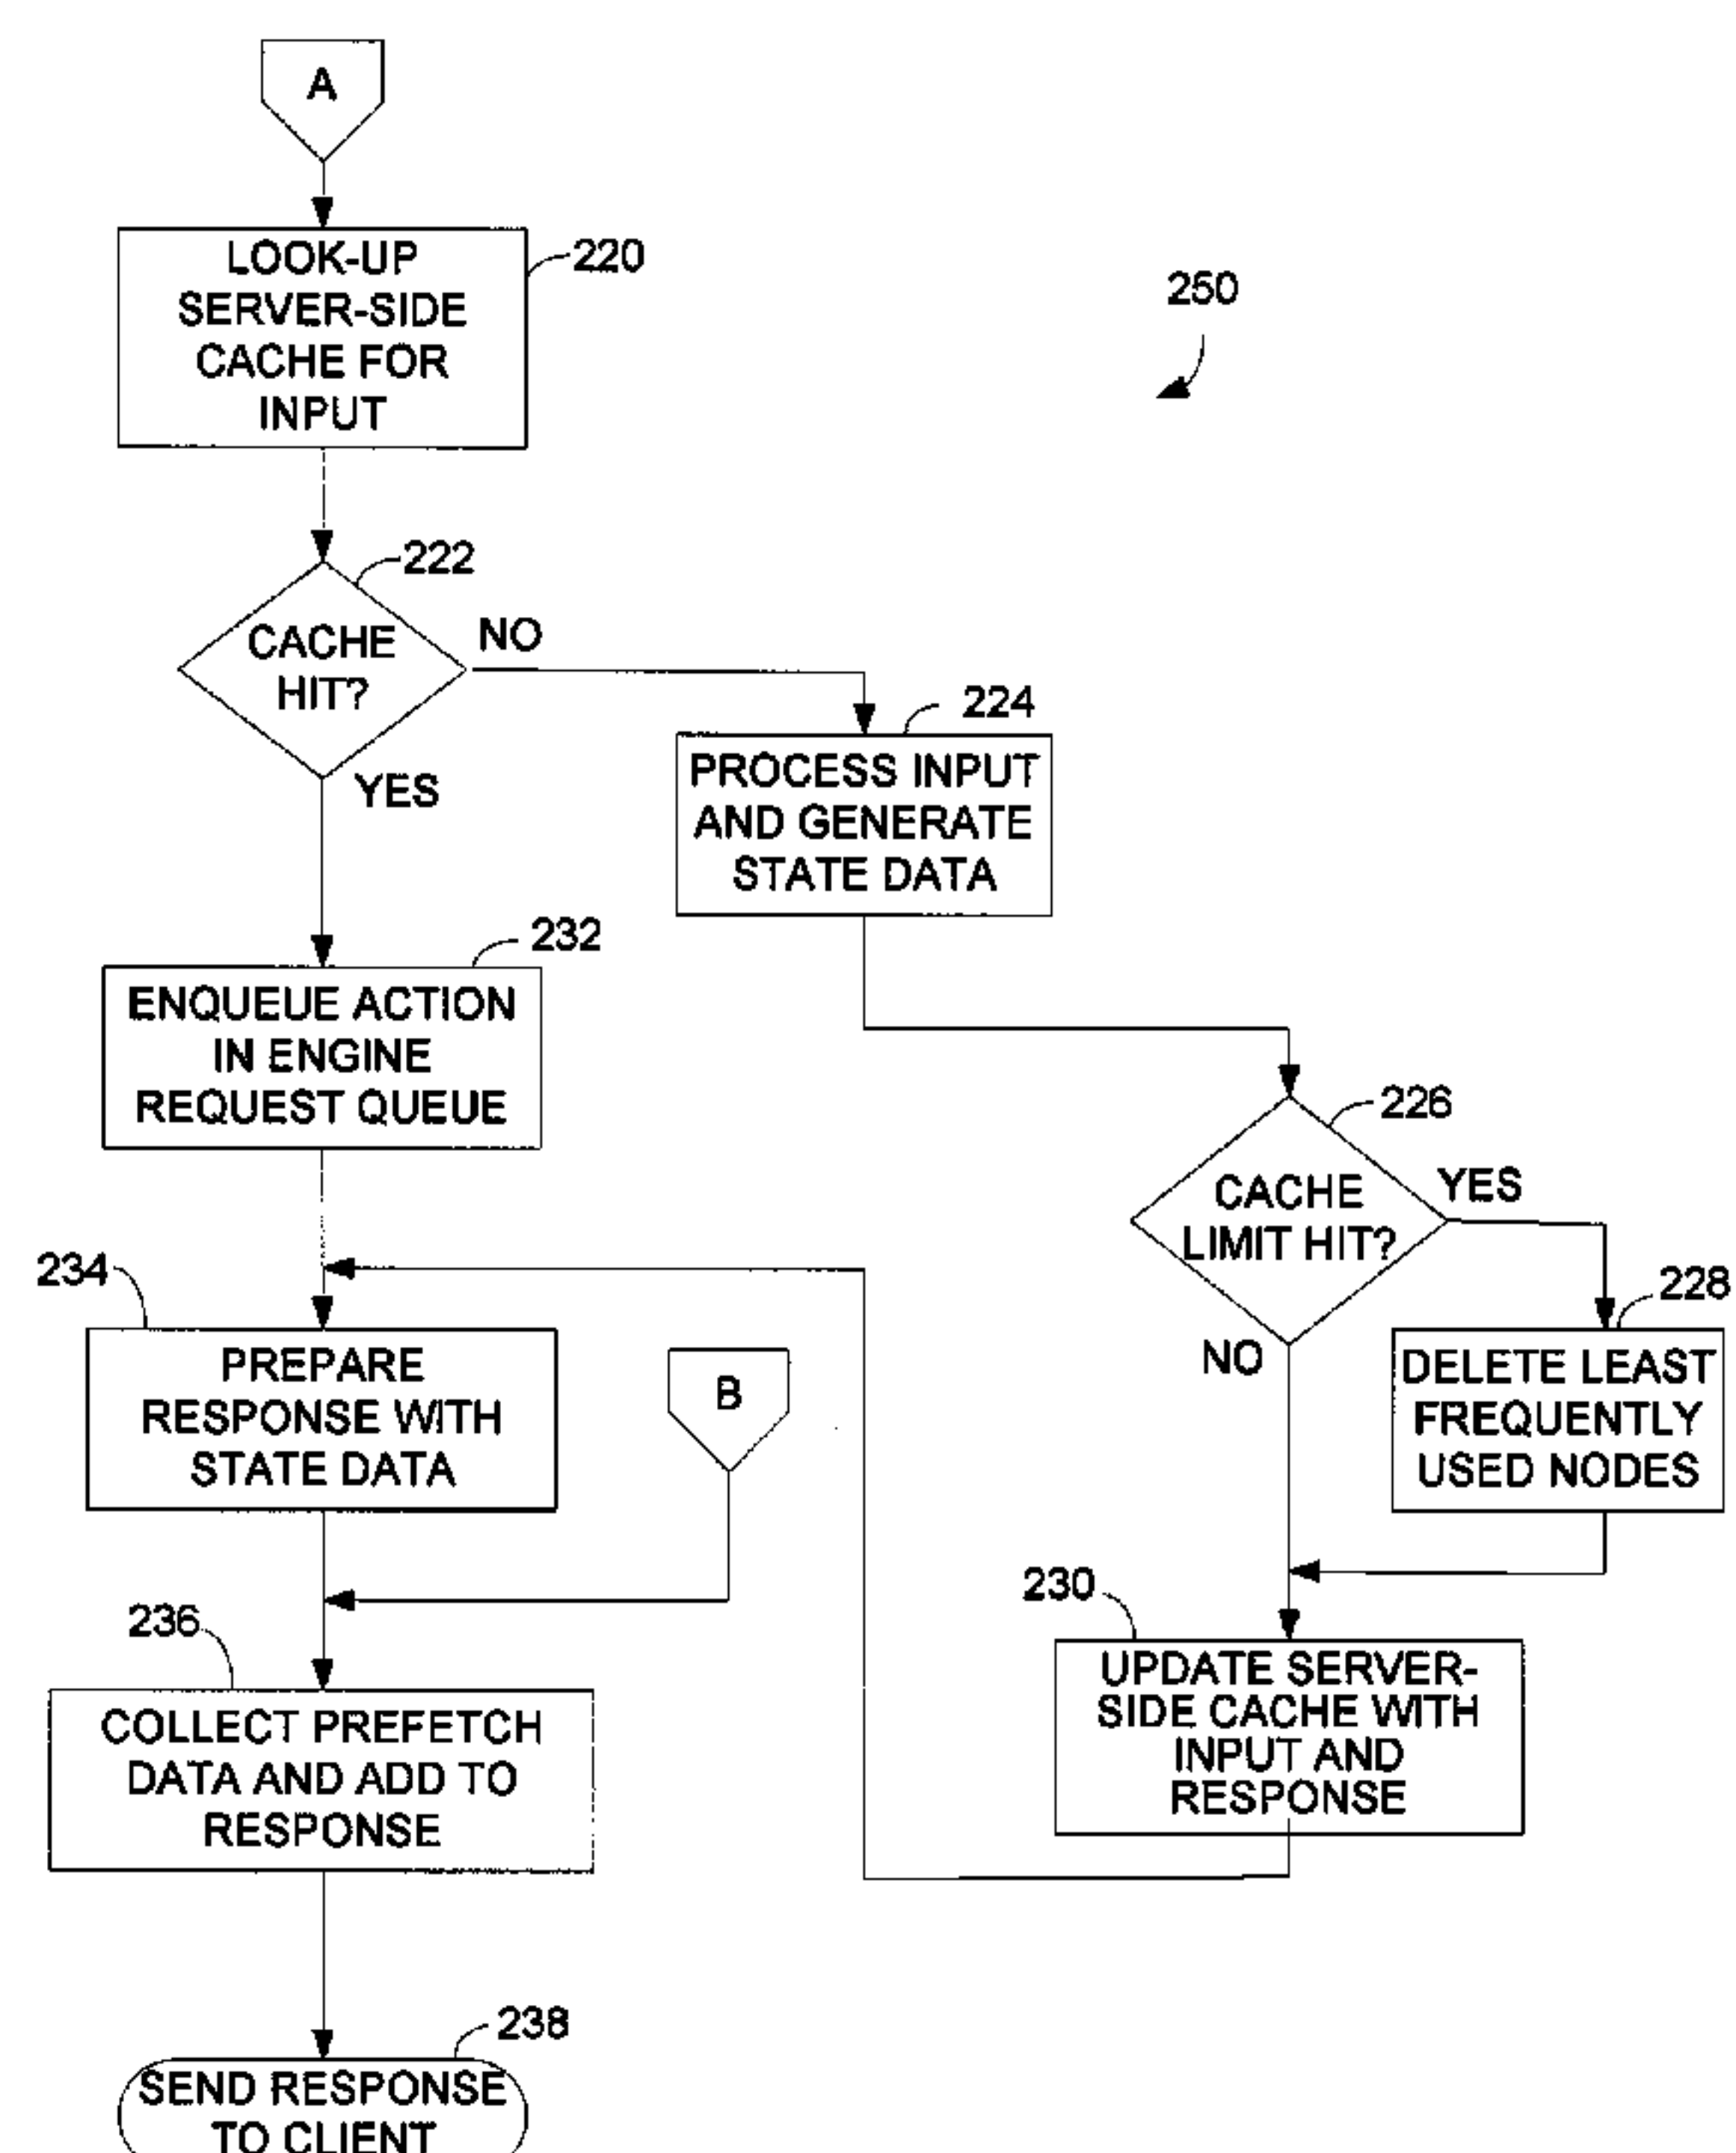 A
LOOK-UP
SERVER-SIDE
CACHE FOR
INPUT
220
250
222
CACHE
HIT?
NO
YES
224
PROCESS INPUT
AND GENERATE
STATE DATA
232
ENQUEUE ACTION
IN ENGINE
REQUEST QUEUE
226
CACHE
LIMIT HIT?
YES
NO
228
DELETE LEAST
FREQUENTLY
USED NODES
234
PREPARE
RESPONSE WITH
STATE DATA
B
230
UPDATE SERVER-
SIDE CACHE WITH
INPUT AND
RESPONSE
236
COLLECT PREFETCH
DATA AND ADD TO
RESPONSE
238
SEND RESPONSE
TO CLIENT